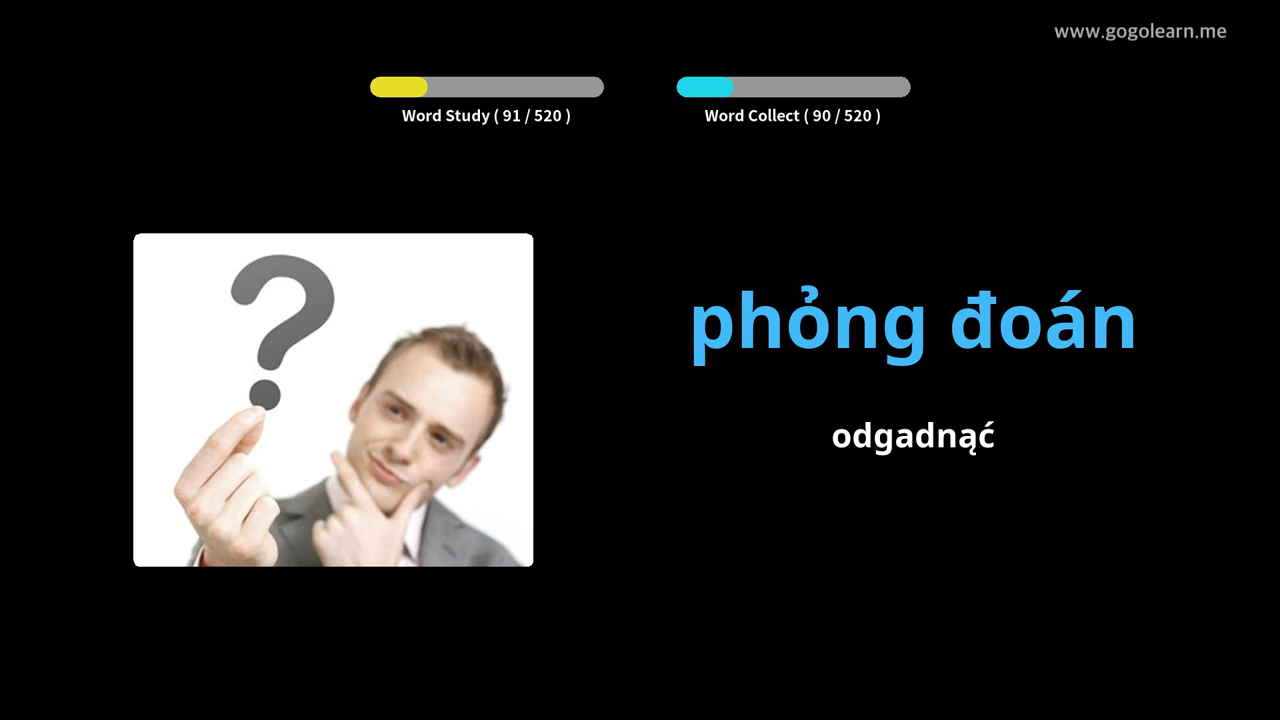 www.gogolearn.me
Word Study ( 91 / 520 )
Word Collect ( 90 / 520 )
phỏng đoán
odgadnąć